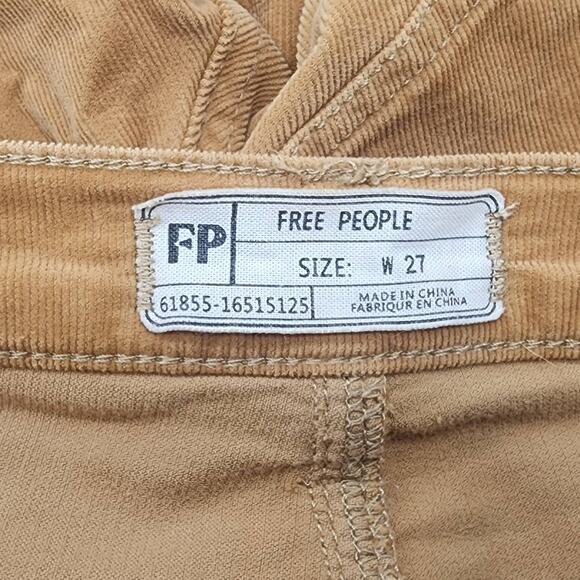 FP
FREE PEOPLE
SIZE: W 27
61855-16515125
MADE IN CHINA
FABRIQUR EN CHINA